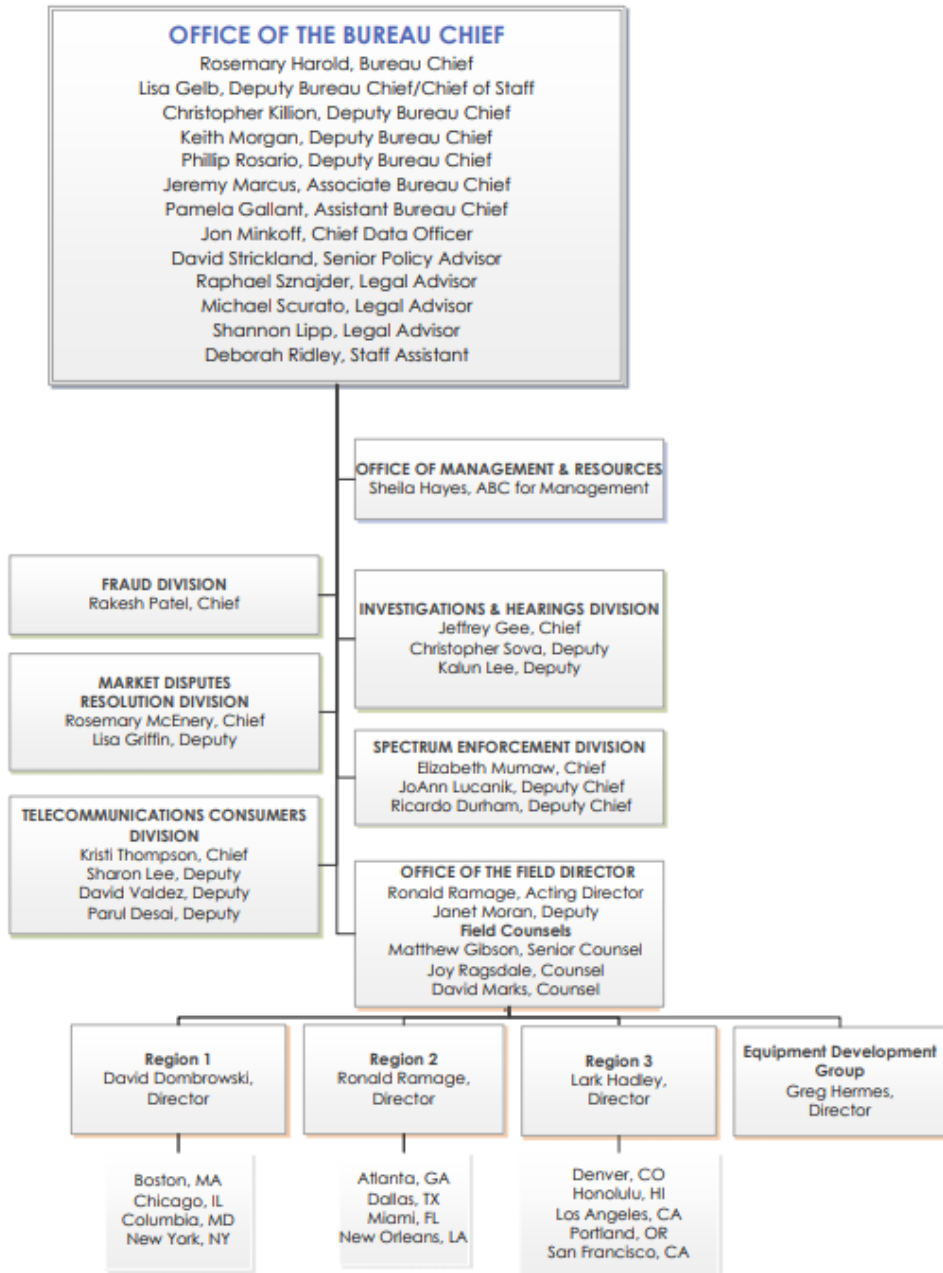 OFFICE OF THE BUREAU CHIEF
Rosemary Harold, Bureau Chief
Lisa Gelb, Deputy Bureau Chief/Chief of Staff
Christopher Killion, Deputy Bureau Chief
Keith Morgan, Deputy Bureau Chief
Phillip Rosario, Deputy Bureau Chief
Jeremy Marcus, Associate Bureau Chief
Pamela Gallant, Assistant Bureau Chief
Jon Minkoff, Chief Data Officer
David Strickland, Senior Policy Advisor
Raphael Sznajder, Legal Advisor
Michael Scurato, Legal Advisor
Shannon Lipp, Legal Advisor
Deborah Ridley, Staff Assistant
OFFICE OF MANAGEMENT & RESOURCES
Sheila Hayes, ABC for Management
FRAUD DIVISION
Rakesh Patel, Chief
INVESTIGATIONS & HEARINGS DIVISION
Jeffrey Gee, Chief
Christopher Sova, Deputy
Kalun Lee, Deputy
MARKET DISPUTES
RESOLUTION DIVISION
Rosemary McEnery, Chief
Lisa Griffin, Deputy
SPECTRUM ENFORCEMENT DIVISION
Elizabeth Mumaw, Chief
JoAnn Lucanik, Deputy Chief
Ricardo Durham, Deputy Chief
TELECOMMUNICATIONS CONSUMERS
DIVISION
Kristi Thompson, Chief
Sharon Lee, Deputy
David Valdez, Deputy
Parul Desai, Deputy
OFFICE OF THE FIELD DIRECTOR
Ronald Ramage, Acting Director
Janet Moran, Deputy
Field Counsels
Matthew Gibson, Senior Counsel
Joy Ragsdale, Counsel
David Marks, Counsel
Region 1
David Dombrowski,
Director
Region 2
Ronald Ramage,
Director
Region 3
Lark Hadley,
Director
Equipment Development
Group
Greg Hermes,
Director
Boston, MA
Chicago, IL
Columbia, MD
New York, NY
Atlanta, GA
Dallas, TX
Miami, FL
New Orleans, LA
Denver, CO
Honolulu, HI
Los Angeles, CA
Portland, OR
San Francisco, CA